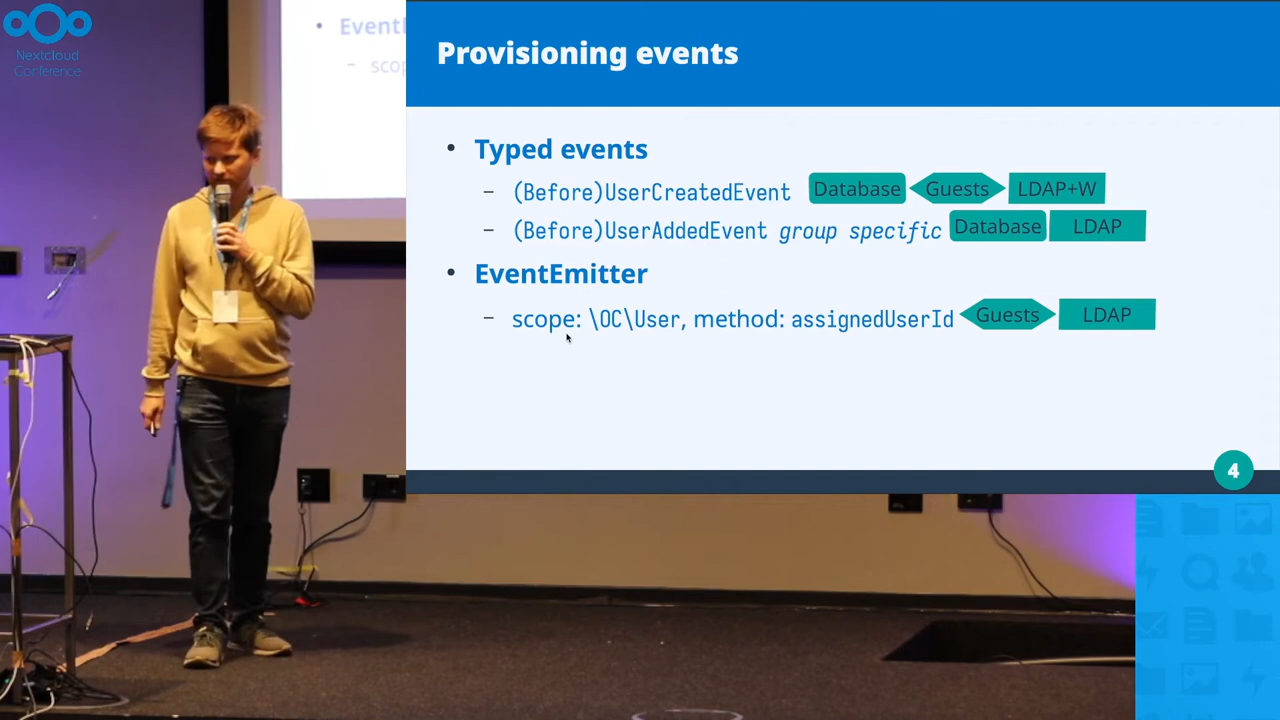 Nextcloud
Conference
Provisioning events
• Typed events
– (Before)UserCreatedEvent Database Guests LDAP+W
– (Before)UserAddedEvent group specific Database LDAP
• EventEmitter
– scope: \OC\User, method: assignedUserId Guests LDAP
4